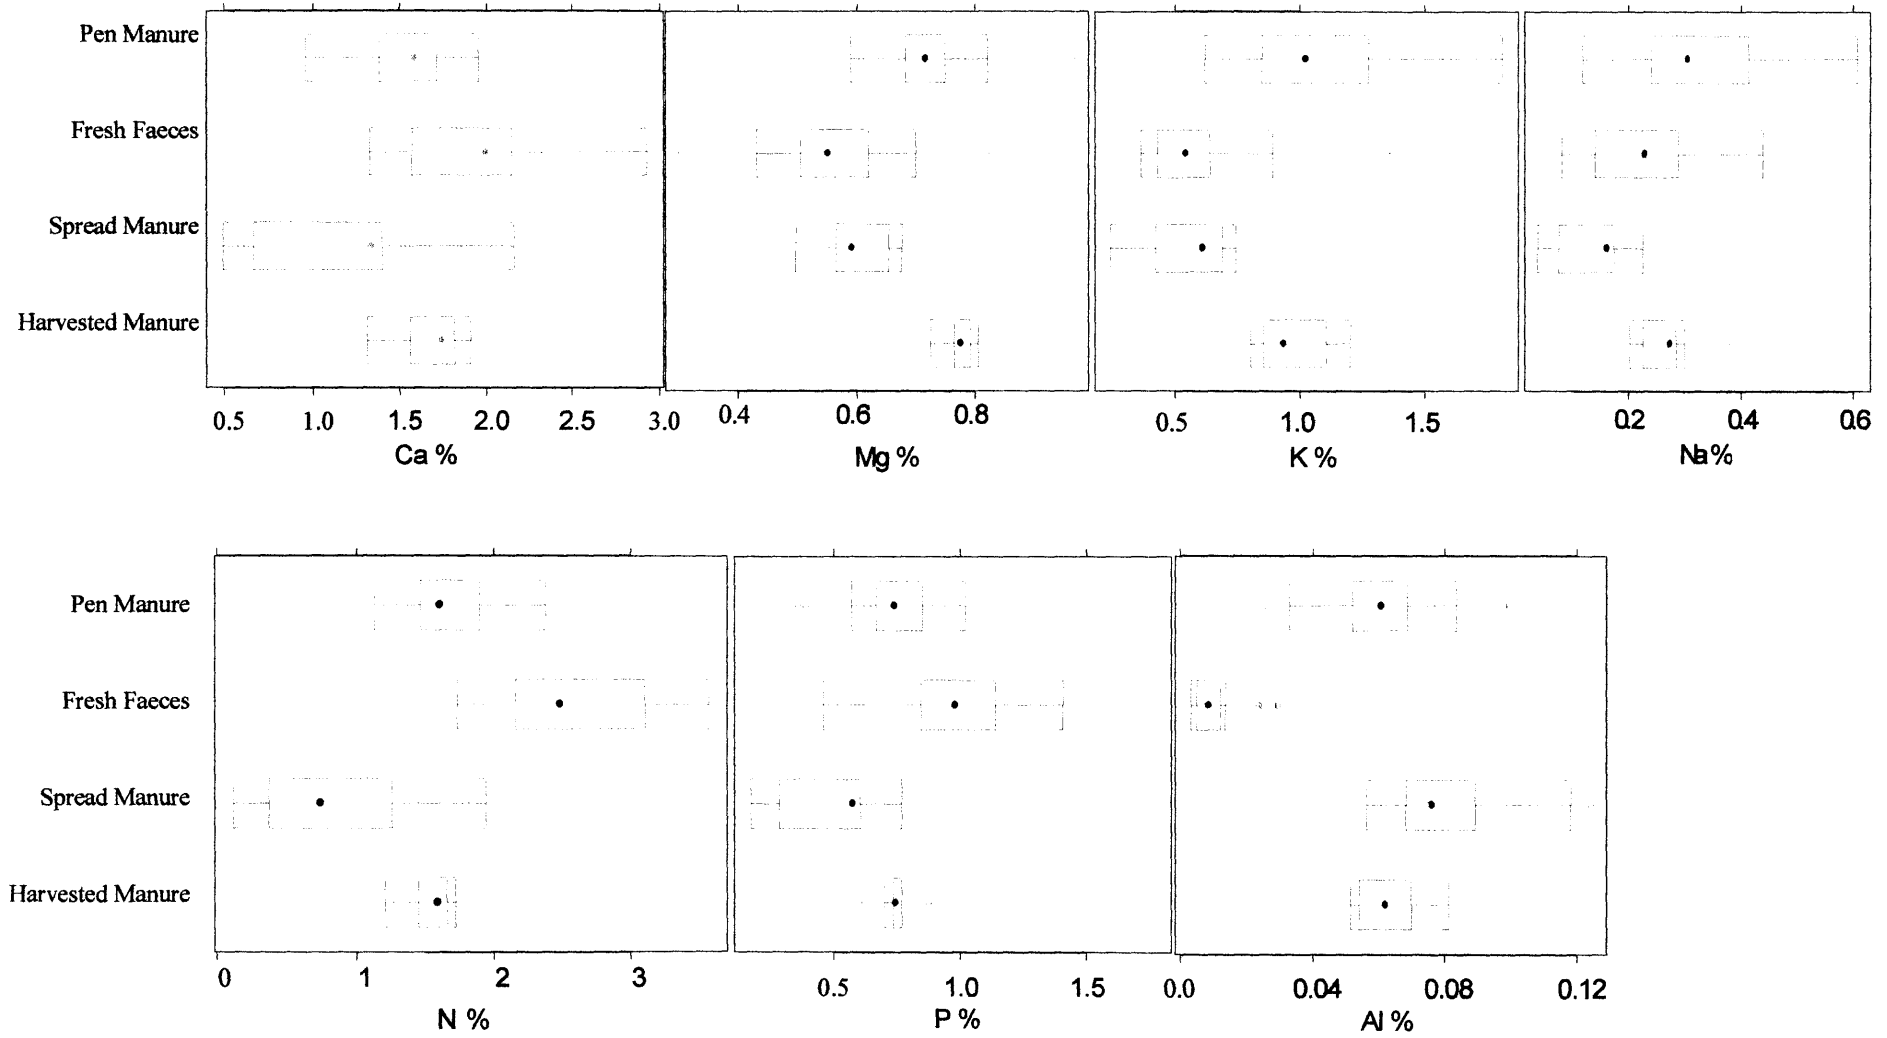 Pen Manure
Fresh Faeces
Spread Manure
Harvested Manure
0.5 1.0 1.5 2.0 2.5 3.0 0.4 0.6 0.8 0.5 1.0 1.5 0.2 0.4 0.6
Ca % Mg % K % Na %
Pen Manure
Fresh Faeces
Spread Manure
Harvested Manure
0 1 2 3 0.5 1.0 1.5 0.0 0.04 0.08 0.12
N % P % Al %